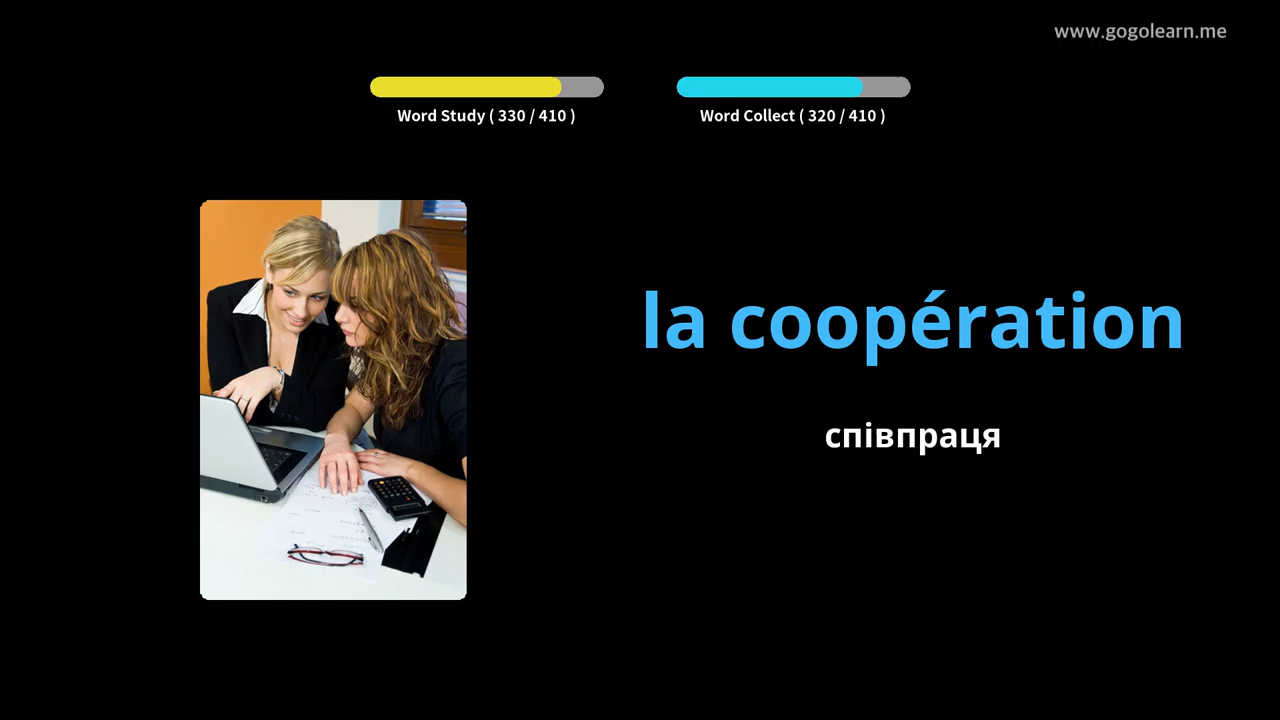 www.gogolearn.me
Word Study ( 330 / 410 )
Word Collect ( 320 / 410 )
la coopération
співпраця